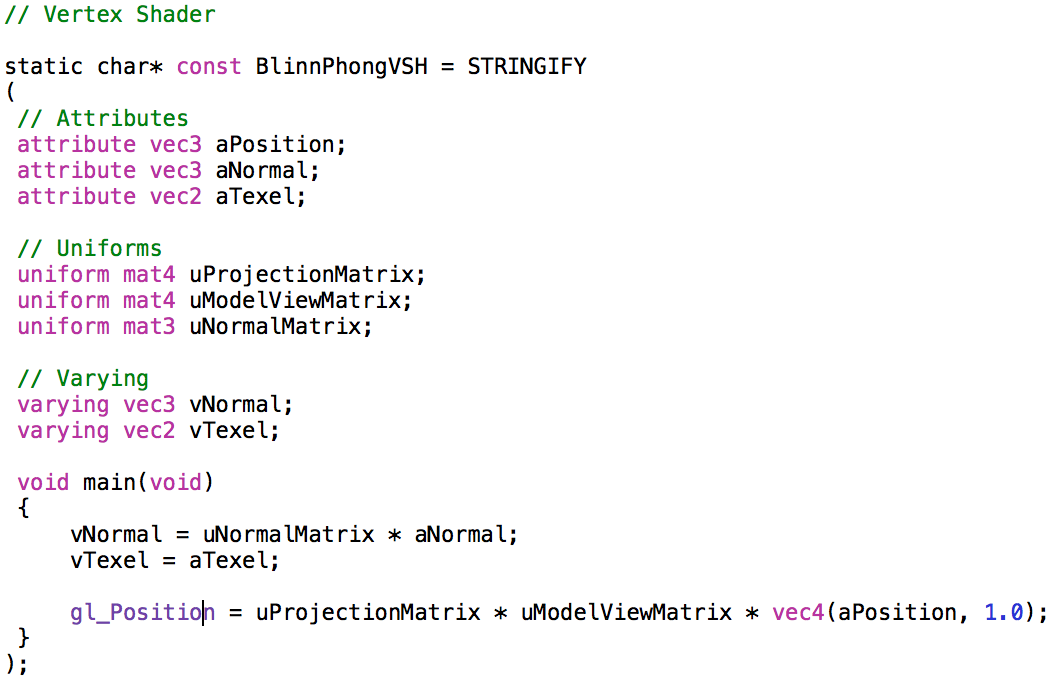 // Vertex Shader
static char* const BlinnPhongVSH = STRINGIFY
(
// Attributes
attribute vec3 aPosition;
attribute vec3 aNormal;
attribute vec2 aTexel;
// Uniforms
uniform mat4 uProjectionMatrix;
uniform mat4 uModelViewMatrix;
uniform mat3 uNormalMatrix;
// Varying
varying vec3 vNormal;
varying vec2 vTexel;
void main(void)
{
vNormal = uNormalMatrix * aNormal;
vTexel = aTexel;
gl_Position = uProjectionMatrix * uModelViewMatrix * vec4(aPosition, 1.0);
}
);